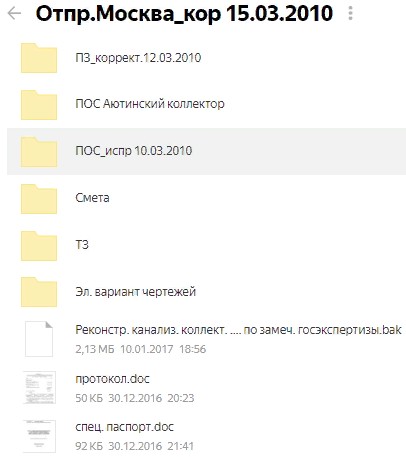 Отпр.Москва_кор 15.03.2010
ПЗ_коррект.12.03.2010
ПОС Аютинский коллектор
ПОС_испр 10.03.2010
Смета
ТЗ
Эл. вариант чертежей
Реконстр. канализ. коллект. .... по замеч. госэкспертизы.bak
2,13 МБ 10.01.2017 18:56
протокол.doc
50 КБ 30.12.2016 20:23
спец. паспорт.doc
92 КБ 30.12.2016 21:41